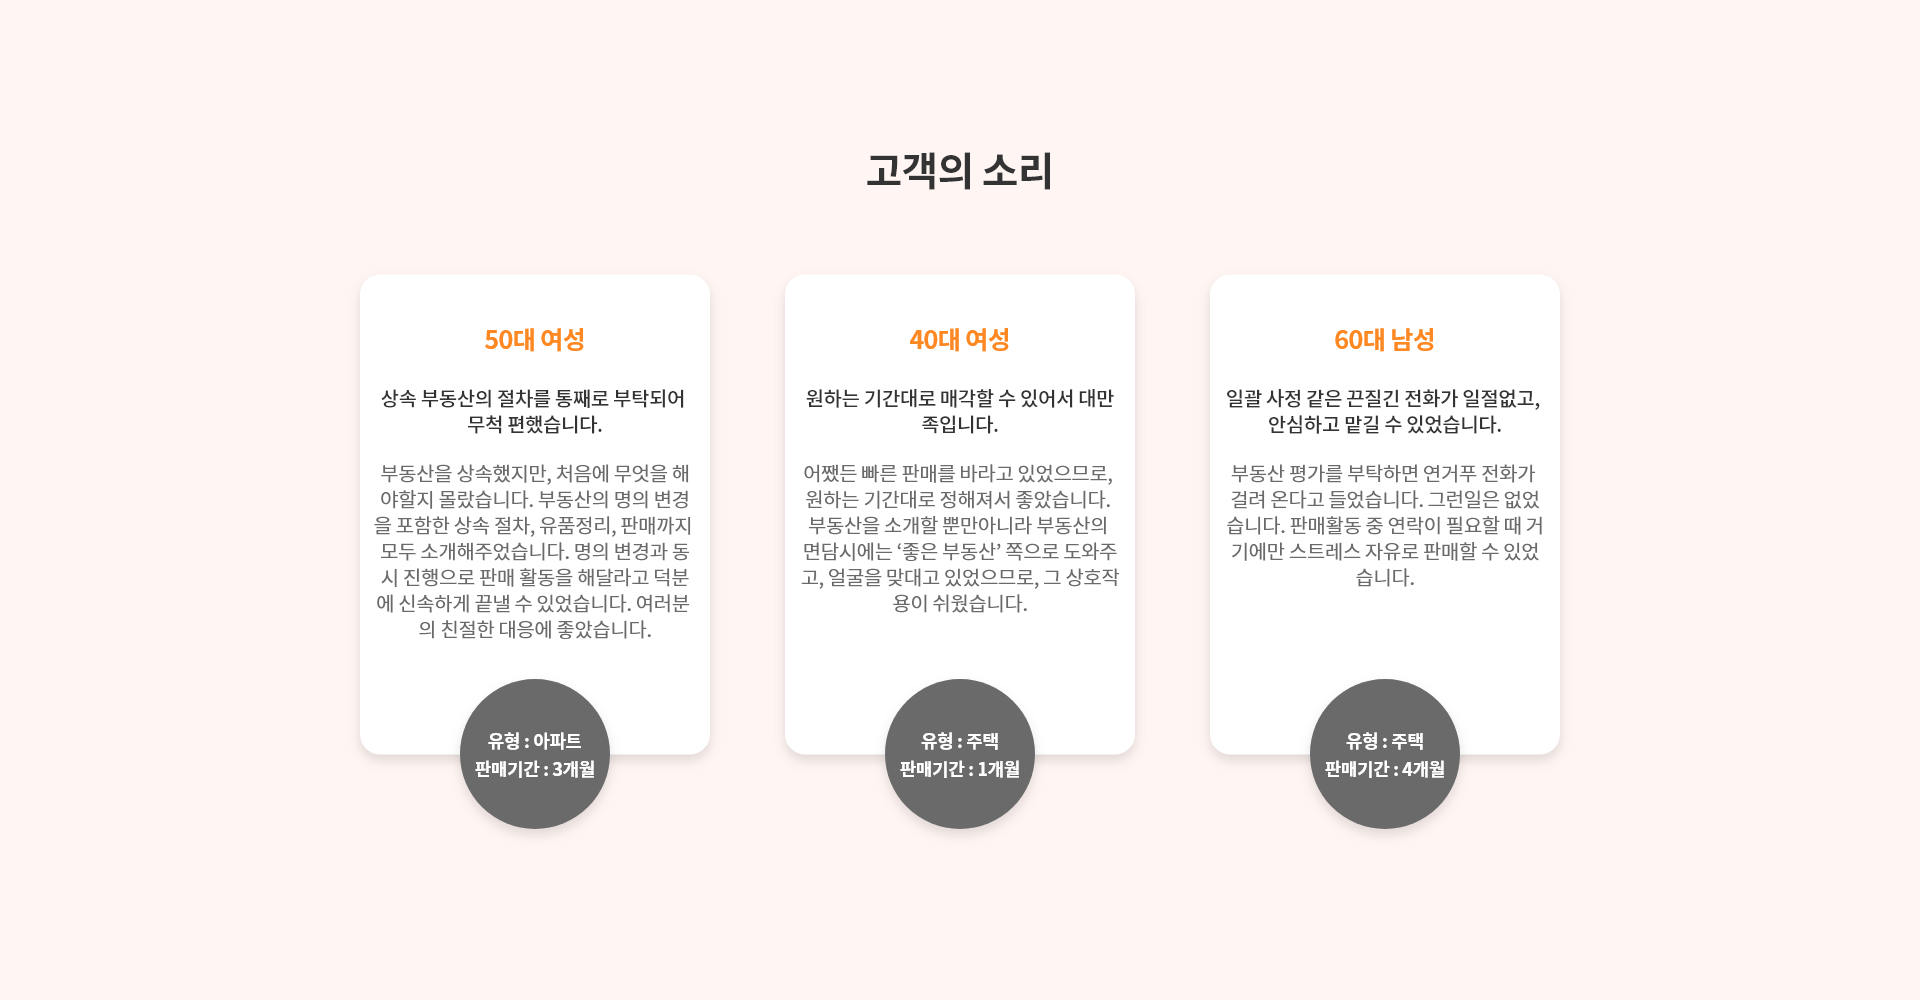 고객의 소리
50대 여성
상속 부동산의 절차를 통째로 부탁되어
무척 편했습니다.
부동산을 상속했지만, 처음에 무엇을 해
야할지 몰랐습니다. 부동산의 명의 변경
을 포함한 상속 절차, 유품정리, 판매까지
모두 소개해주었습니다. 명의 변경과 동
시 진행으로 판매 활동을 해달라고 덕분
에 신속하게 끝낼 수 있었습니다. 여러분
의 친절한 대응에 좋았습니다.
유형 : 아파트
판매기간 : 3개월
40대 여성
원하는 기간대로 매각할 수 있어서 대만
족입니다.
어쨌든 빠른 판매를 바라고 있었으므로,
원하는 기간대로 정해져서 좋았습니다.
부동산을 소개할 뿐만아니라 부동산의
면담시에는 ‘좋은 부동산’ 쪽으로 도와주
고, 얼굴을 맞대고 있었으므로, 그 상호작
용이 쉬웠습니다.
유형 : 주택
판매기간 : 1개월
60대 남성
일괄 사정 같은 끈질긴 전화가 일절없고,
안심하고 맡길 수 있었습니다.
부동산 평가를 부탁하면 연거푸 전화가
걸려 온다고 들었습니다. 그런일은 없었
습니다. 판매활동 중 연락이 필요할 때 거
기에만 스트레스 자유로 판매할 수 있었
습니다.
유형 : 주택
판매기간 : 4개월